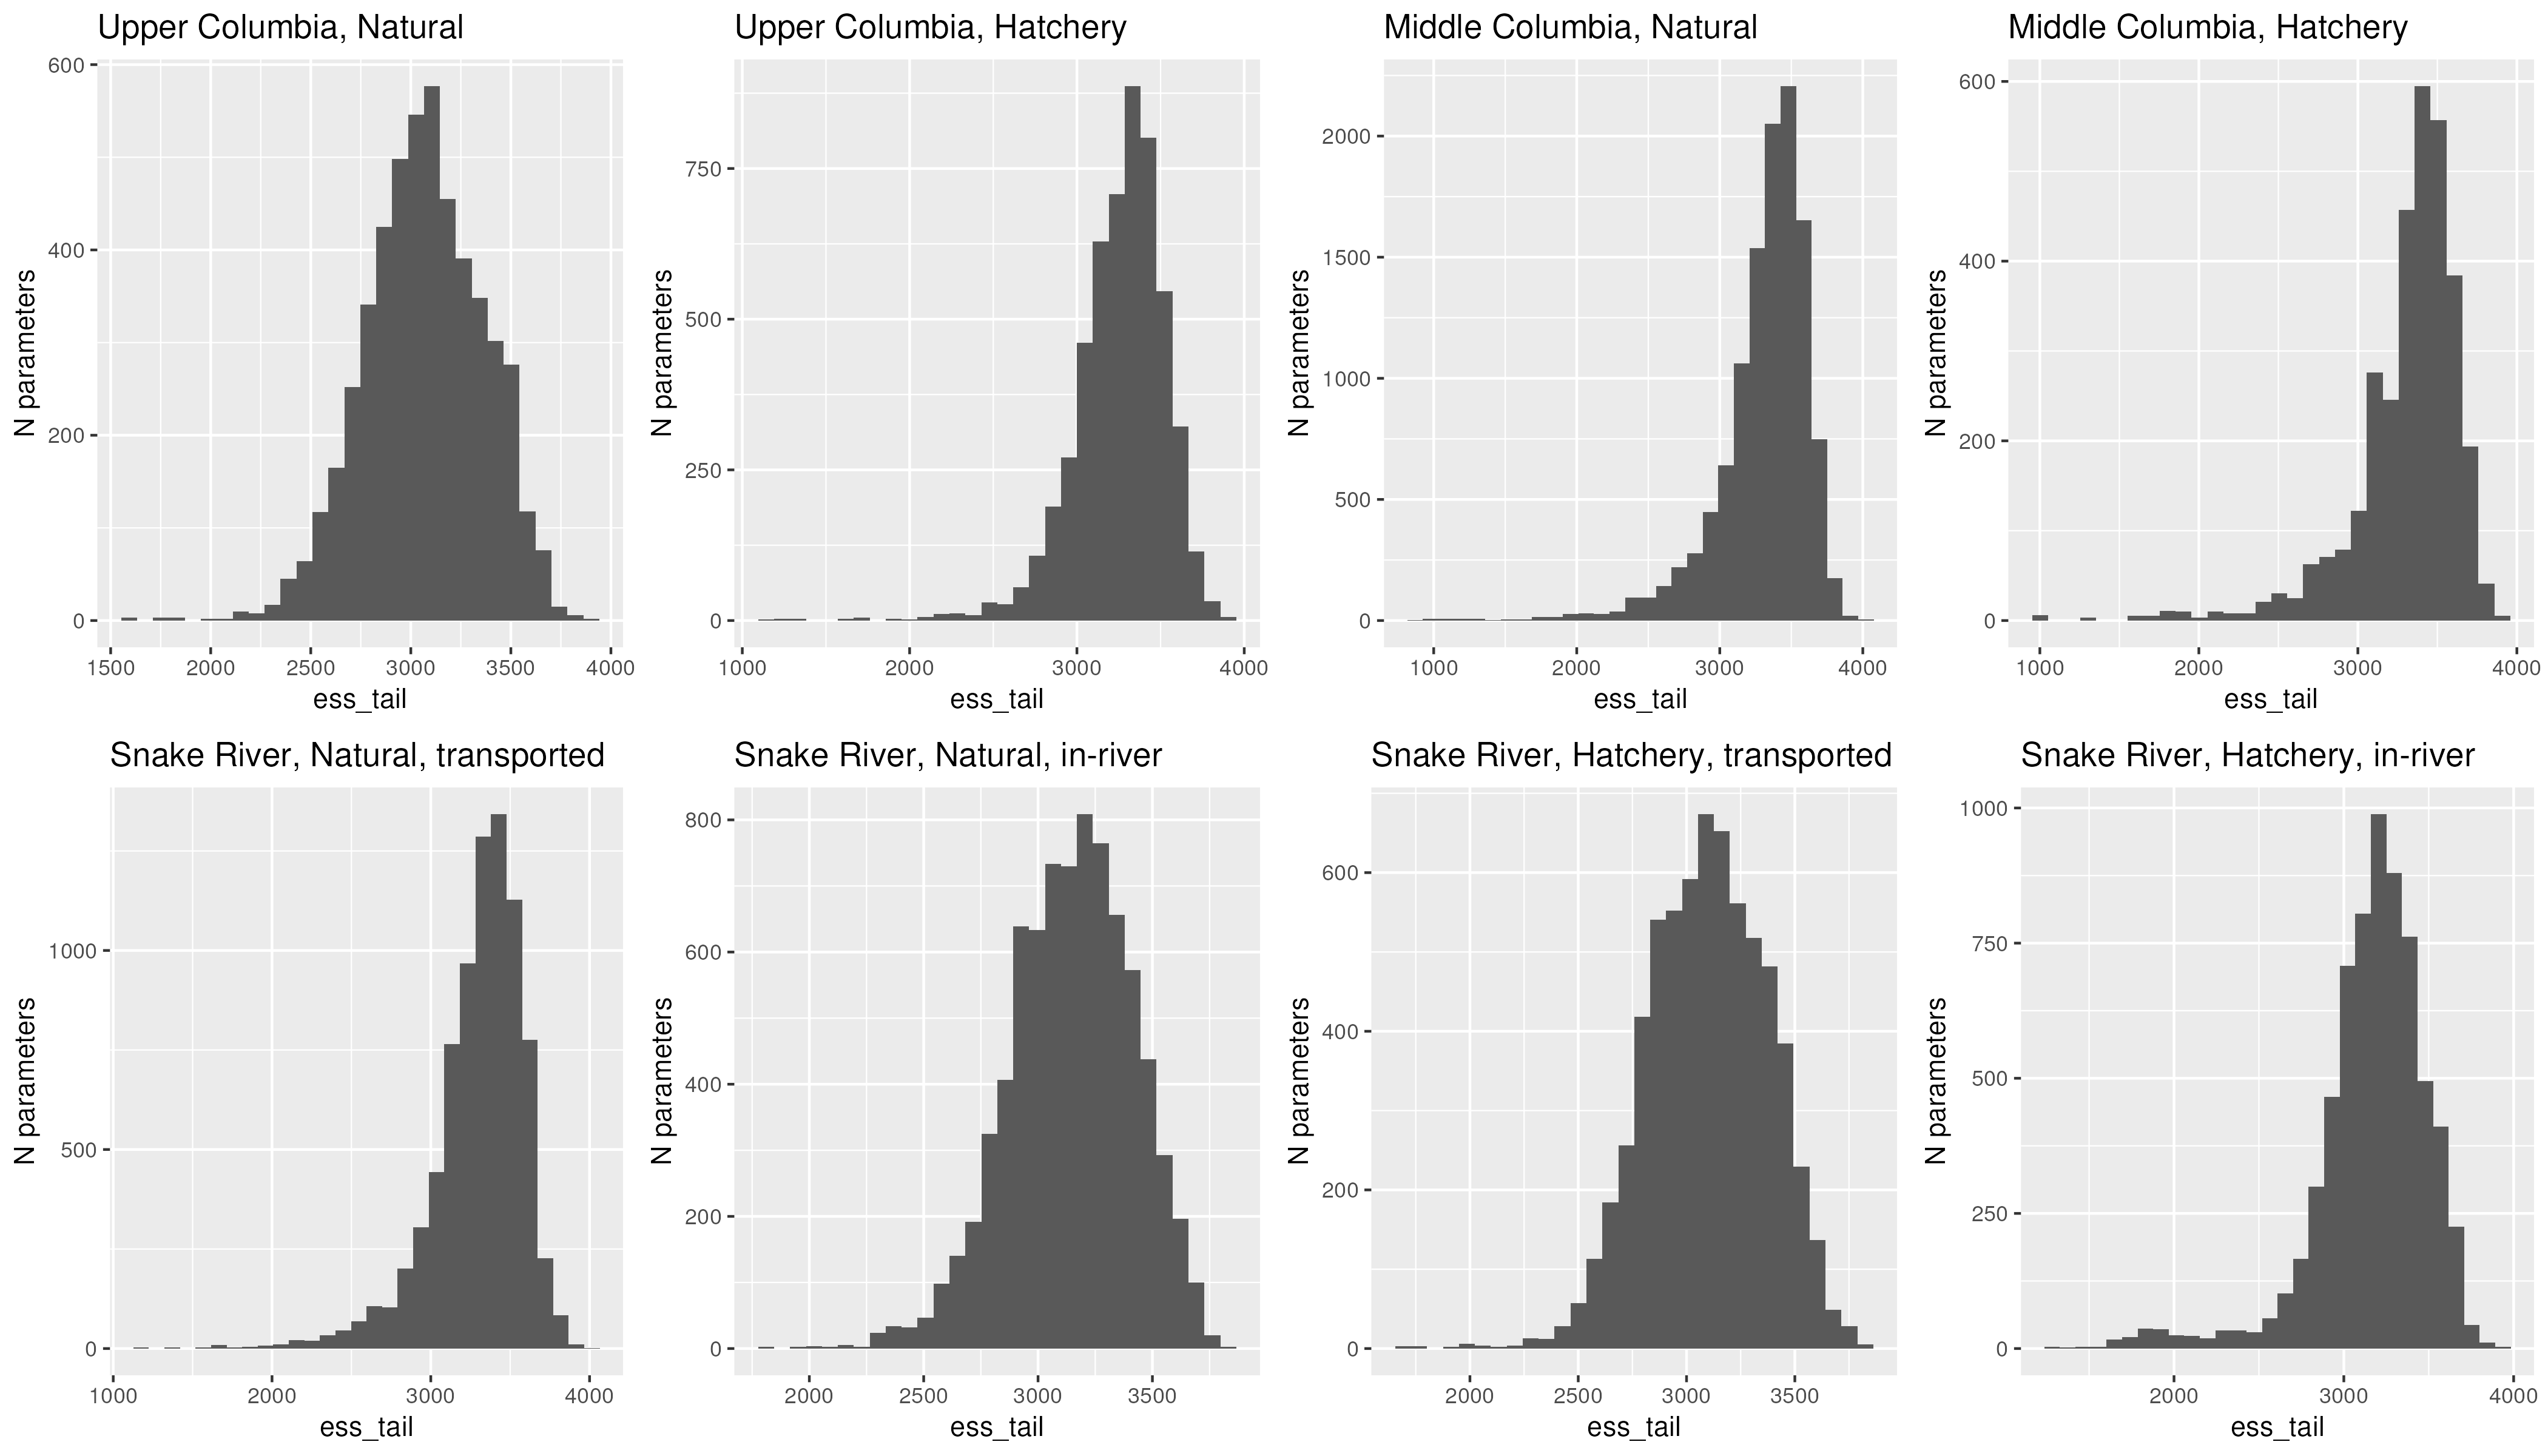 Upper Columbia, Natural
N parameters
600
400
200
0
1500 2000 2500 3000 3500 4000
ess_tail
Upper Columbia, Hatchery
N parameters
750
500
250
0
1000 2000 3000 4000
ess_tail
Middle Columbia, Natural
N parameters
2000
1500
1000
500
0
1000 2000 3000 4000
ess_tail
Middle Columbia, Hatchery
N parameters
600
400
200
0
1000 2000 3000 4000
ess_tail
Snake River, Natural, transported
N parameters
1000
500
0
1000 2000 3000 4000
ess_tail
Snake River, Natural, in-river
N parameters
800
600
400
200
0
2000 2500 3000 3500
ess_tail
Snake River, Hatchery, transported
N parameters
600
400
200
0
2000 2500 3000 3500
ess_tail
Snake River, Hatchery, in-river
N parameters
1000
750
500
250
0
2000 3000 4000
ess_tail